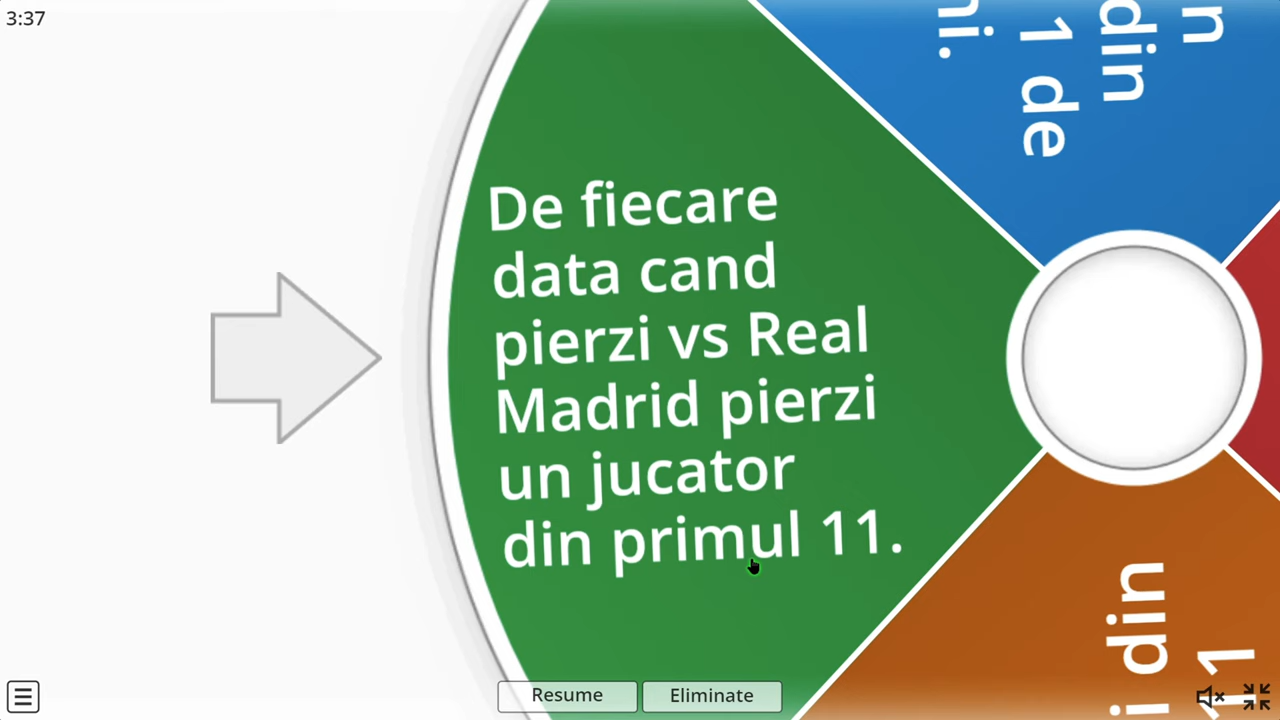 3:37
De fiecare
data cand
pierzi vs Real
Madrid pierzi
un jucator
din primul 11.
n
din
1 de
ni.
i din
11
Resume
Eliminate